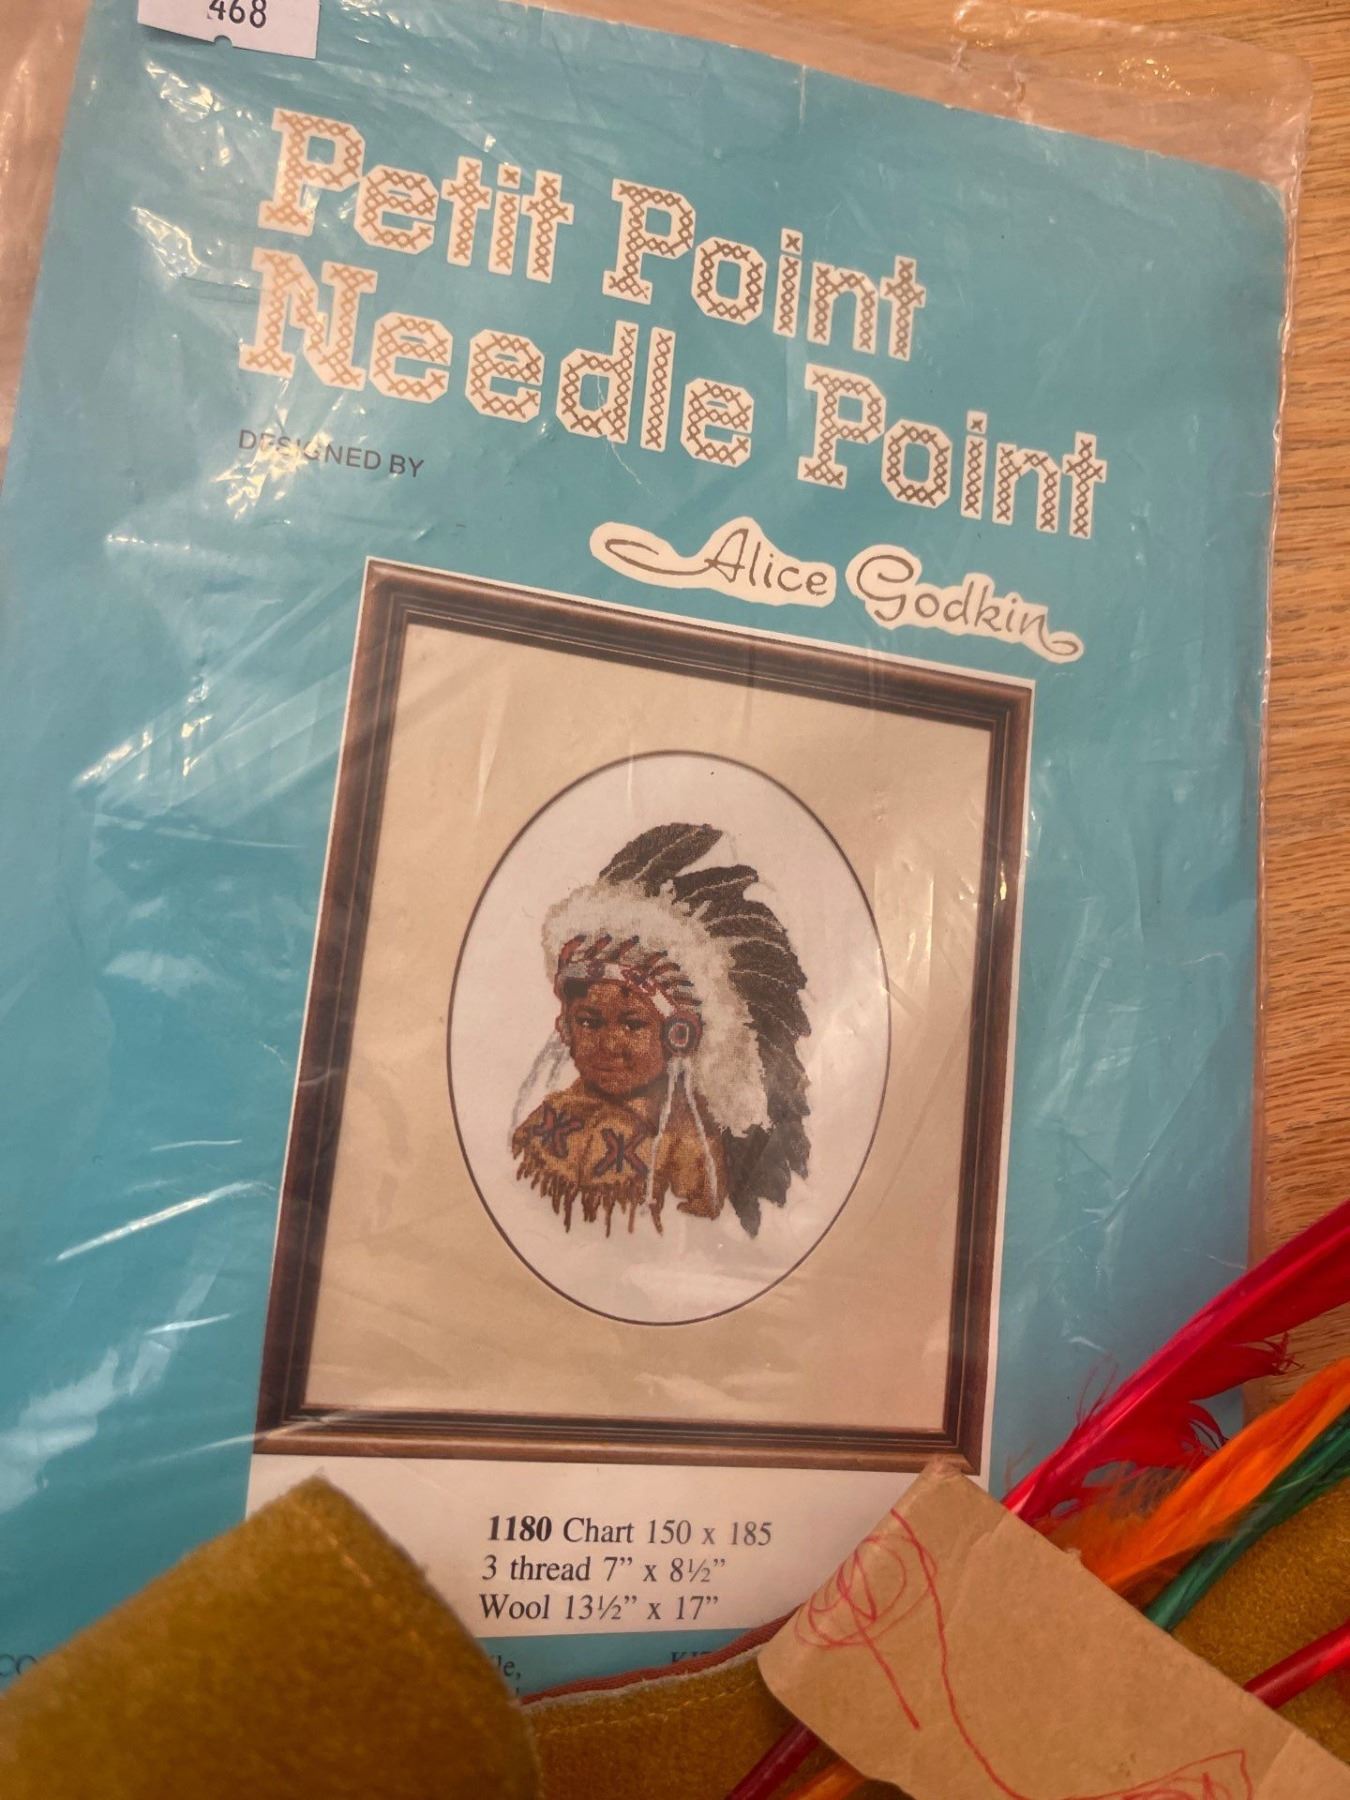 468
Petit Point
Needle Point
DESIGNED BY
Alice Godkin
1180 Chart 150 x 185
3 thread 7” x 8½”
Wool 13½” x 17”